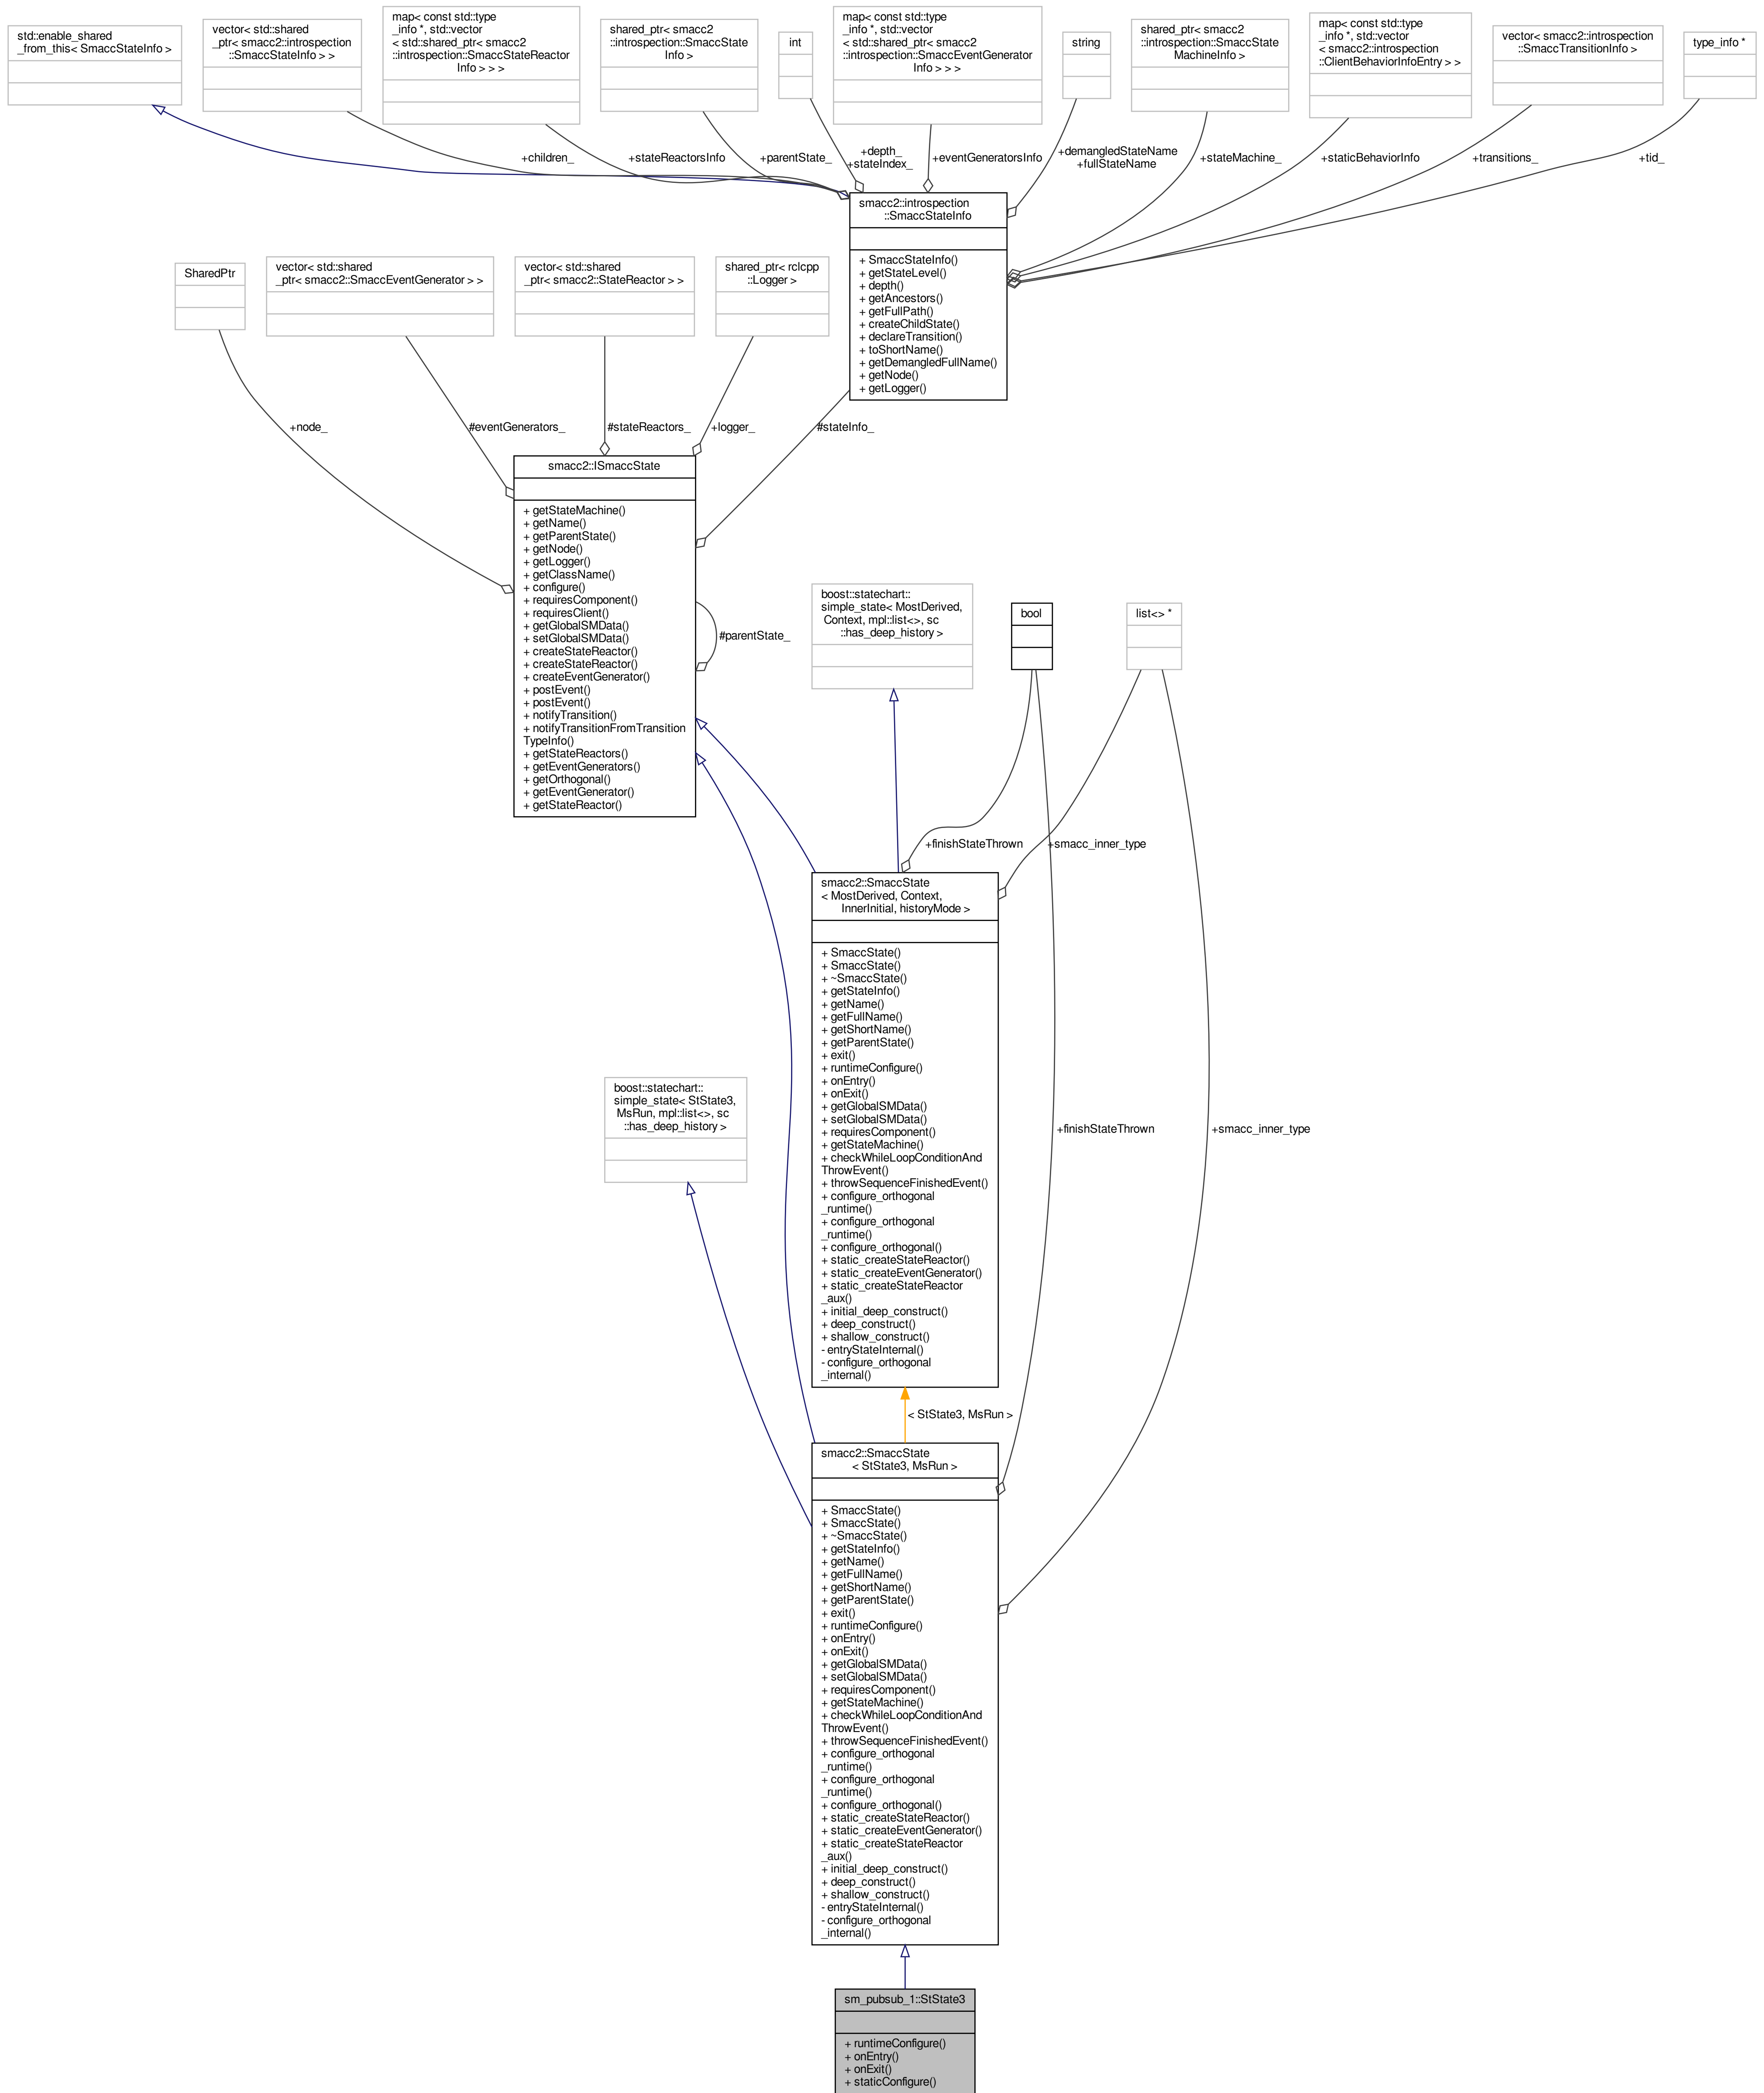 std::enable_shared
_from_this< SmaccStateInfo >
vector< std::shared
_ptr< smacc2::introspection
::SmaccStateInfo > >
map< const std::type
_info *, std::vector
< std::shared_ptr< smacc2
::introspection::SmaccStateReactor
Info > > >
shared_ptr< smacc2
::introspection::SmaccState
Info >
int
map< const std::type
_info *, std::vector
< std::shared_ptr< smacc2
::introspection::SmaccEventGenerator
Info > > >
string
shared_ptr< smacc2
::introspection::SmaccState
MachineInfo >
map< const std::type
_info *, std::vector
< smacc2::introspection
::ClientBehaviorInfoEntry > >
vector< smacc2::introspection
::SmaccTransitionInfo >
type_info *
+children_
+stateReactorsInfo
+parentState_
+depth_
+stateIndex_
+eventGeneratorsInfo
+demangledStateName
+fullStateName
+stateMachine_
+staticBehaviorInfo
+transitions_
+tid_
smacc2::introspection
::SmaccStateInfo
+ SmaccStateInfo()
+ getStateLevel()
+ depth()
+ getAncestors()
+ getFullPath()
+ createChildState()
+ declareTransition()
+ toShortName()
+ getDemangledFullName()
+ getNode()
+ getLogger()
SharedPtr
vector< std::shared
_ptr< smacc2::SmaccEventGenerator > >
vector< std::shared
_ptr< smacc2::StateReactor > >
shared_ptr< rclcpp
::Logger >
+node_
#eventGenerators_
#stateReactors_
+logger_
#stateInfo_
smacc2::ISmaccState
+ getStateMachine()
+ getName()
+ getParentState()
+ getNode()
+ getLogger()
+ getClassName()
+ configure()
+ requiresComponent()
+ requiresClient()
+ getGlobalSMData()
+ setGlobalSMData()
+ createStateReactor()
+ createStateReactor()
+ createEventGenerator()
+ postEvent()
+ postEvent()
+ notifyTransition()
+ notifyTransitionFromTransition
TypeInfo()
+ getStateReactors()
+ getEventGenerators()
+ getOrthogonal()
+ getEventGenerator()
+ getStateReactor()
#parentState_
boost::statechart::
simple_state< MostDerived,
Context, mpl::list<>, sc
::has_deep_history >
bool
list<> *
+finishStateThrown
+smacc_inner_type
smacc2::SmaccState
< MostDerived, Context,
InnerInitial, historyMode >
+ SmaccState()
+ SmaccState()
+ ~SmaccState()
+ getStateInfo()
+ getName()
+ getFullName()
+ getShortName()
+ getParentState()
+ exit()
+ runtimeConfigure()
+ onEntry()
+ onExit()
+ getGlobalSMData()
+ setGlobalSMData()
+ requiresComponent()
+ getStateMachine()
+ checkWhileLoopConditionAnd
ThrowEvent()
+ throwSequenceFinishedEvent()
+ configure_orthogonal
_runtime()
+ configure_orthogonal
_runtime()
+ configure_orthogonal()
+ static_createStateReactor()
+ static_createEventGenerator()
+ static_createStateReactor
_aux()
+ initial_deep_construct()
+ deep_construct()
+ shallow_construct()
- entryStateInternal()
- configure_orthogonal
_internal()
boost::statechart::
simple_state< StState3,
MsRun, mpl::list<>, sc
::has_deep_history >
+finishStateThrown
+smacc_inner_type
< StState3, MsRun >
smacc2::SmaccState
< StState3, MsRun >
+ SmaccState()
+ SmaccState()
+ ~SmaccState()
+ getStateInfo()
+ getName()
+ getFullName()
+ getShortName()
+ getParentState()
+ exit()
+ runtimeConfigure()
+ onEntry()
+ onExit()
+ getGlobalSMData()
+ setGlobalSMData()
+ requiresComponent()
+ getStateMachine()
+ checkWhileLoopConditionAnd
ThrowEvent()
+ throwSequenceFinishedEvent()
+ configure_orthogonal
_runtime()
+ configure_orthogonal
_runtime()
+ configure_orthogonal()
+ static_createStateReactor()
+ static_createEventGenerator()
+ static_createStateReactor
_aux()
+ initial_deep_construct()
+ deep_construct()
+ shallow_construct()
- entryStateInternal()
- configure_orthogonal
_internal()
sm_pubsub_1::StState3
+ runtimeConfigure()
+ onEntry()
+ onExit()
+ staticConfigure()